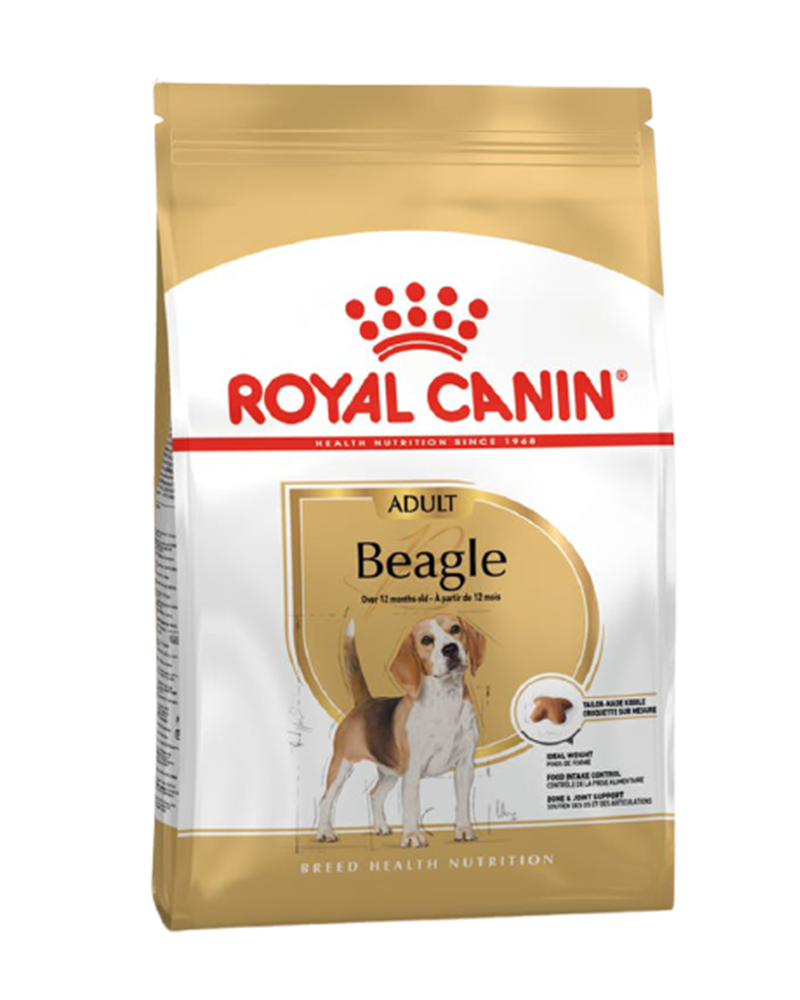 ROYAL CANIN®
HEALTH NUTRITION SINCE 1968
ADULT
Beagle
Over 12 months old - À partir de 12 mois
TAILOR-MADE KIBBLE
CROQUETTE SUR MESURE
IDEAL WEIGHT
POIDS DE FORME
FOOD INTAKE CONTROL
CONTRÔLE DE LA PRISE ALIMENTAIRE
BONE & JOINT SUPPORT
SOUTIEN DES OS ET DES ARTICULATIONS
BREED HEALTH NUTRITION